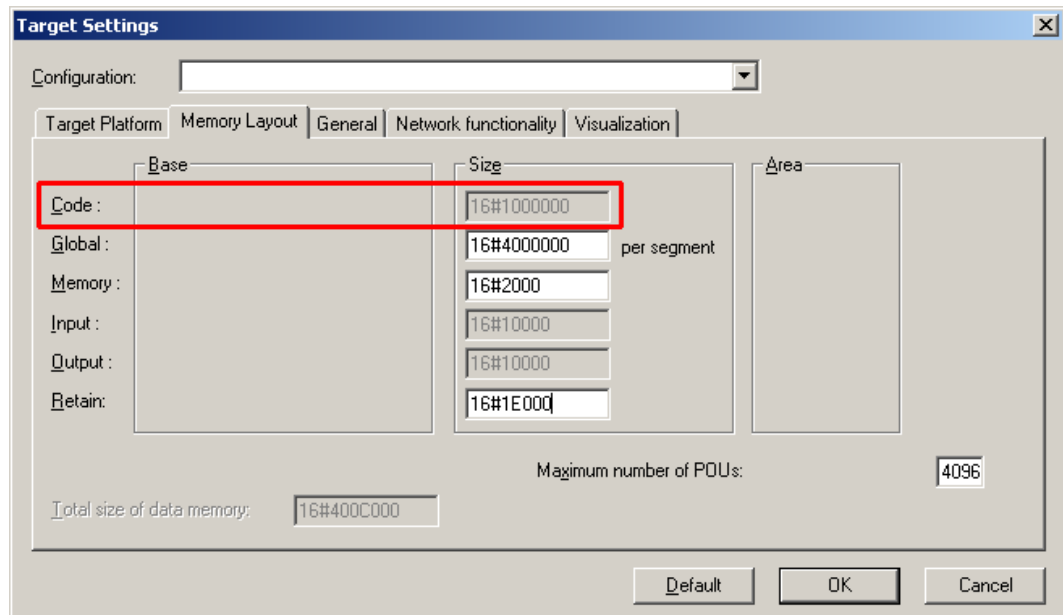 Target Settings
Configuration:
Target Platform Memory Layout General Network functionality Visualization
Base Size Area
Code : 16#1000000
Global : 16#4000000 per segment
Memory : 16#2000
Input : 16#10000
Output : 16#10000
Retain: 16#1E000
Maximum number of POUs: 4096
Total size of data memory: 16#400C000
Default OK Cancel